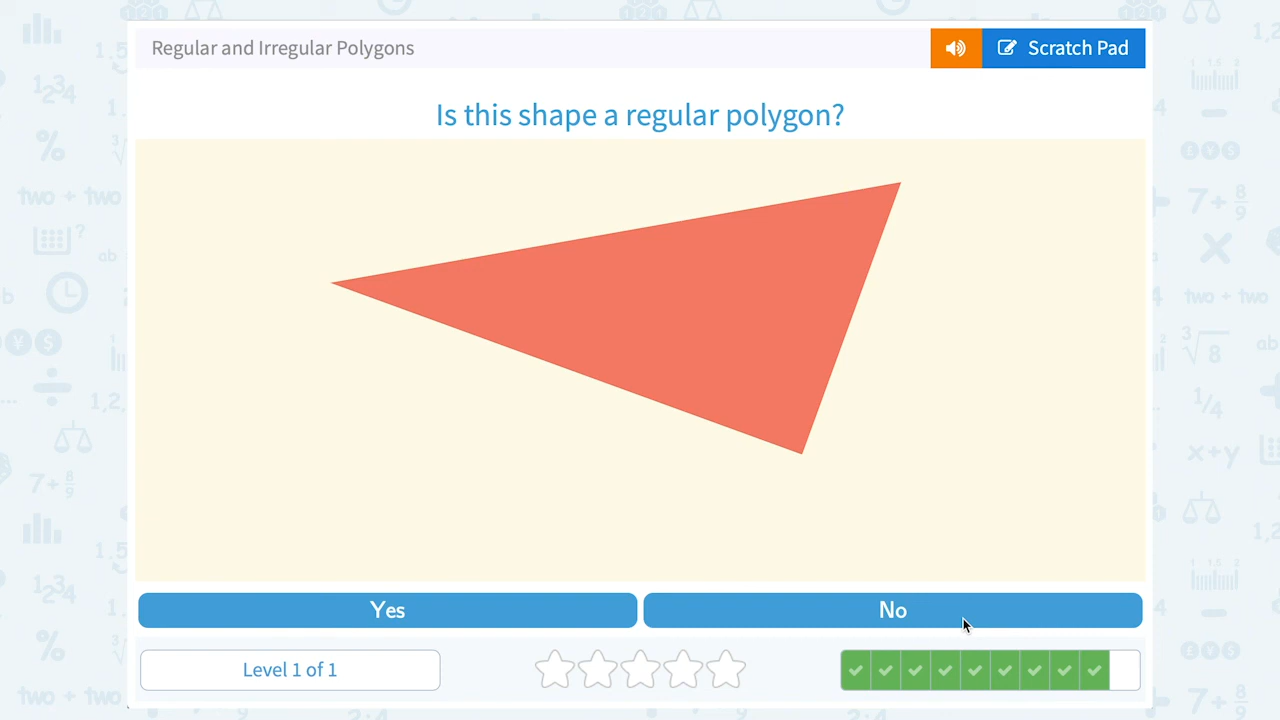 Regular and Irregular Polygons
Scratch Pad
Is this shape a regular polygon?
Yes
No
Level 1 of 1